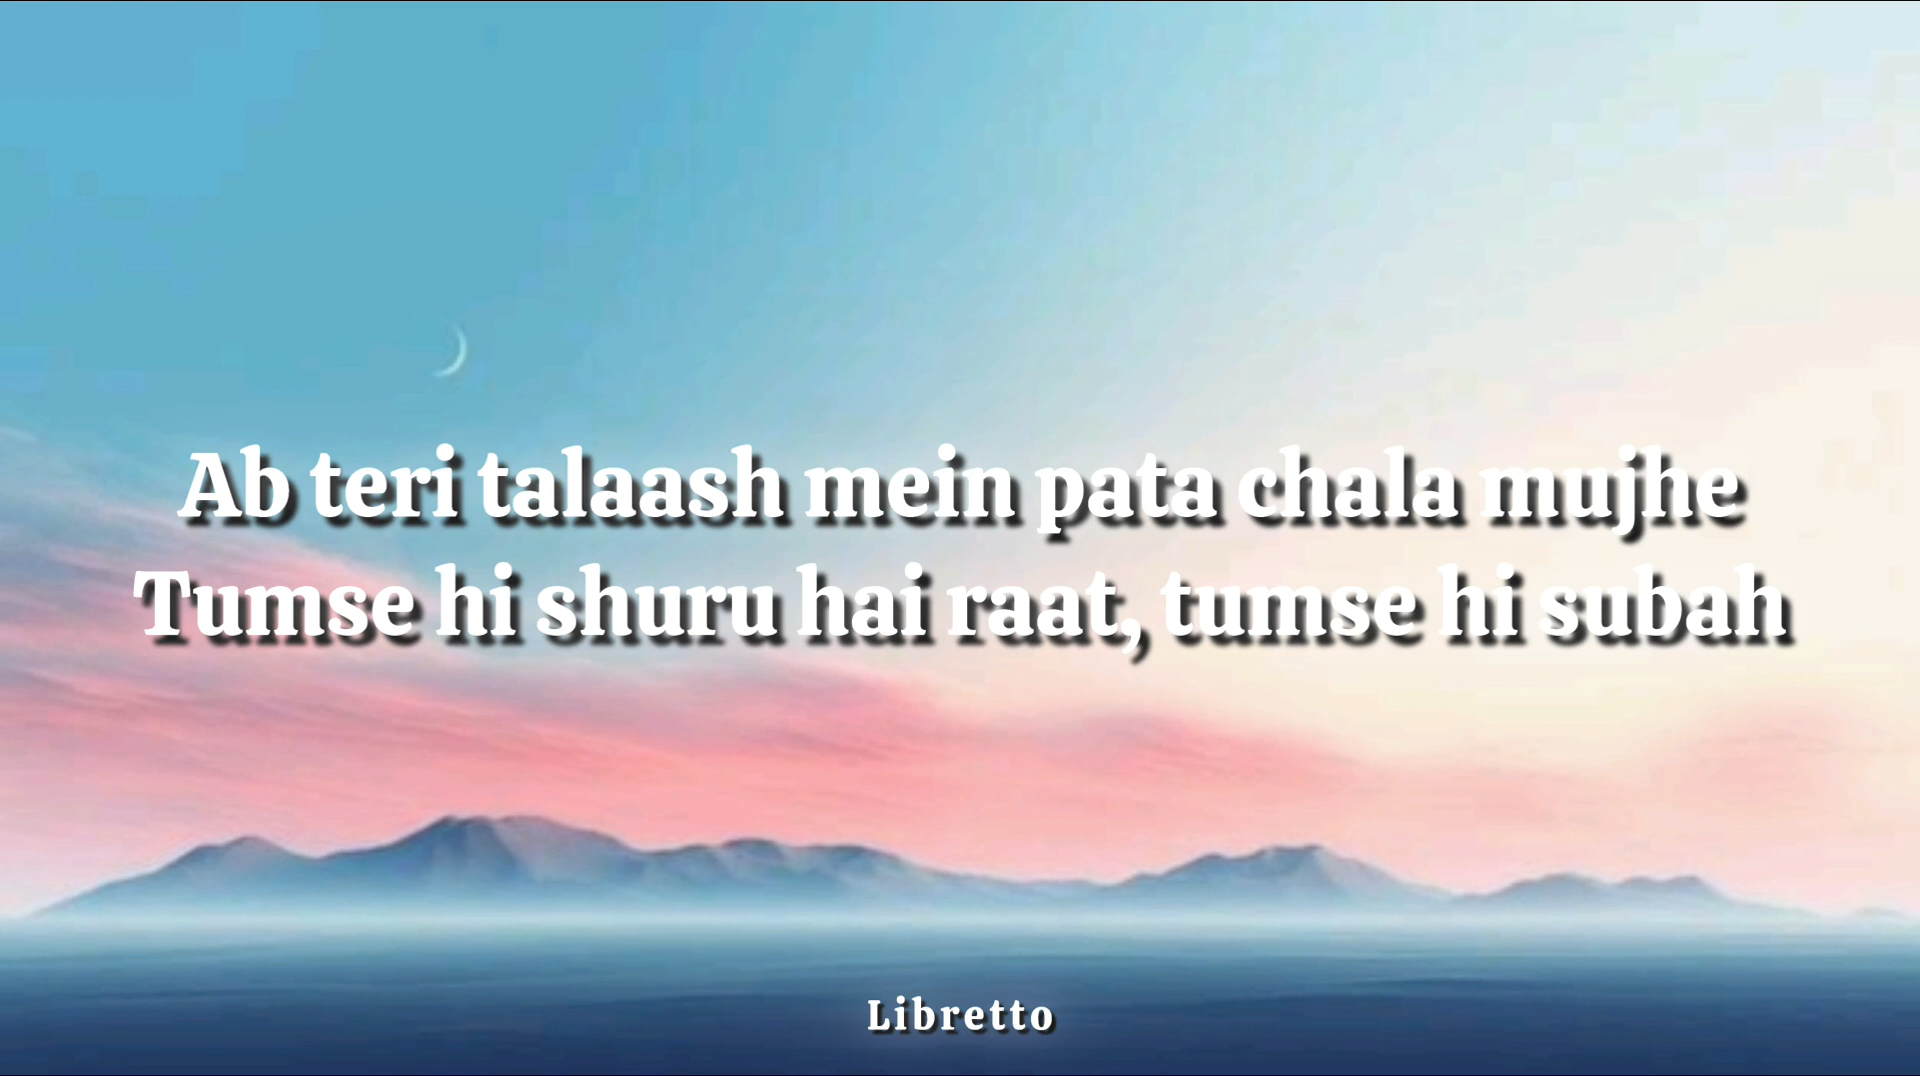 Ab teri talaash mein pata chala mujhe
Tumse hi shuru hai raat, tumse hi subah
Libretto